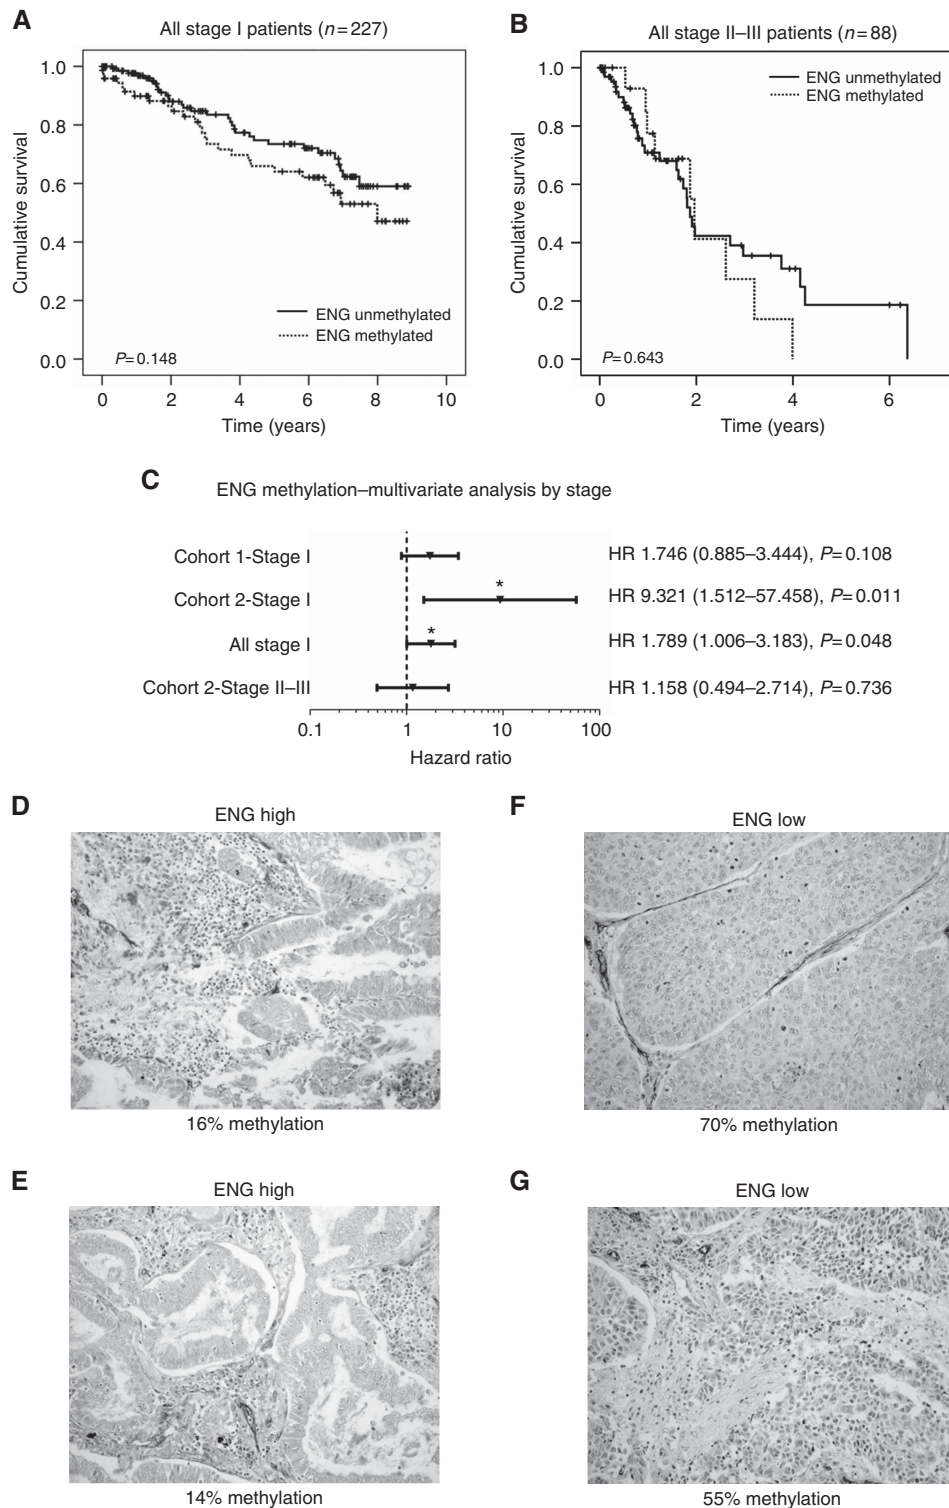 A
All stage I patients (n=227)
1.0
0.8
0.6
0.4
0.2
0.0
Cumulative survival
ENG unmethylated
ENG methylated
P=0.148
0 2 4 6 8 10
Time (years)
B
All stage II–III patients (n=88)
1.0
0.8
0.6
0.4
0.2
0.0
Cumulative survival
ENG unmethylated
ENG methylated
P=0.643
0 2 4 6
Time (years)
C
ENG methylation–multivariate analysis by stage
Cohort 1-Stage I HR 1.746 (0.885–3.444), P=0.108
*
Cohort 2-Stage I HR 9.321 (1.512–57.458), P=0.011
*
All stage I HR 1.789 (1.006–3.183), P=0.048
Cohort 2-Stage II–III HR 1.158 (0.494–2.714), P=0.736
0.1 1 10 100
Hazard ratio
D
ENG high
16% methylation
F
ENG low
70% methylation
E
ENG high
14% methylation
G
ENG low
55% methylation